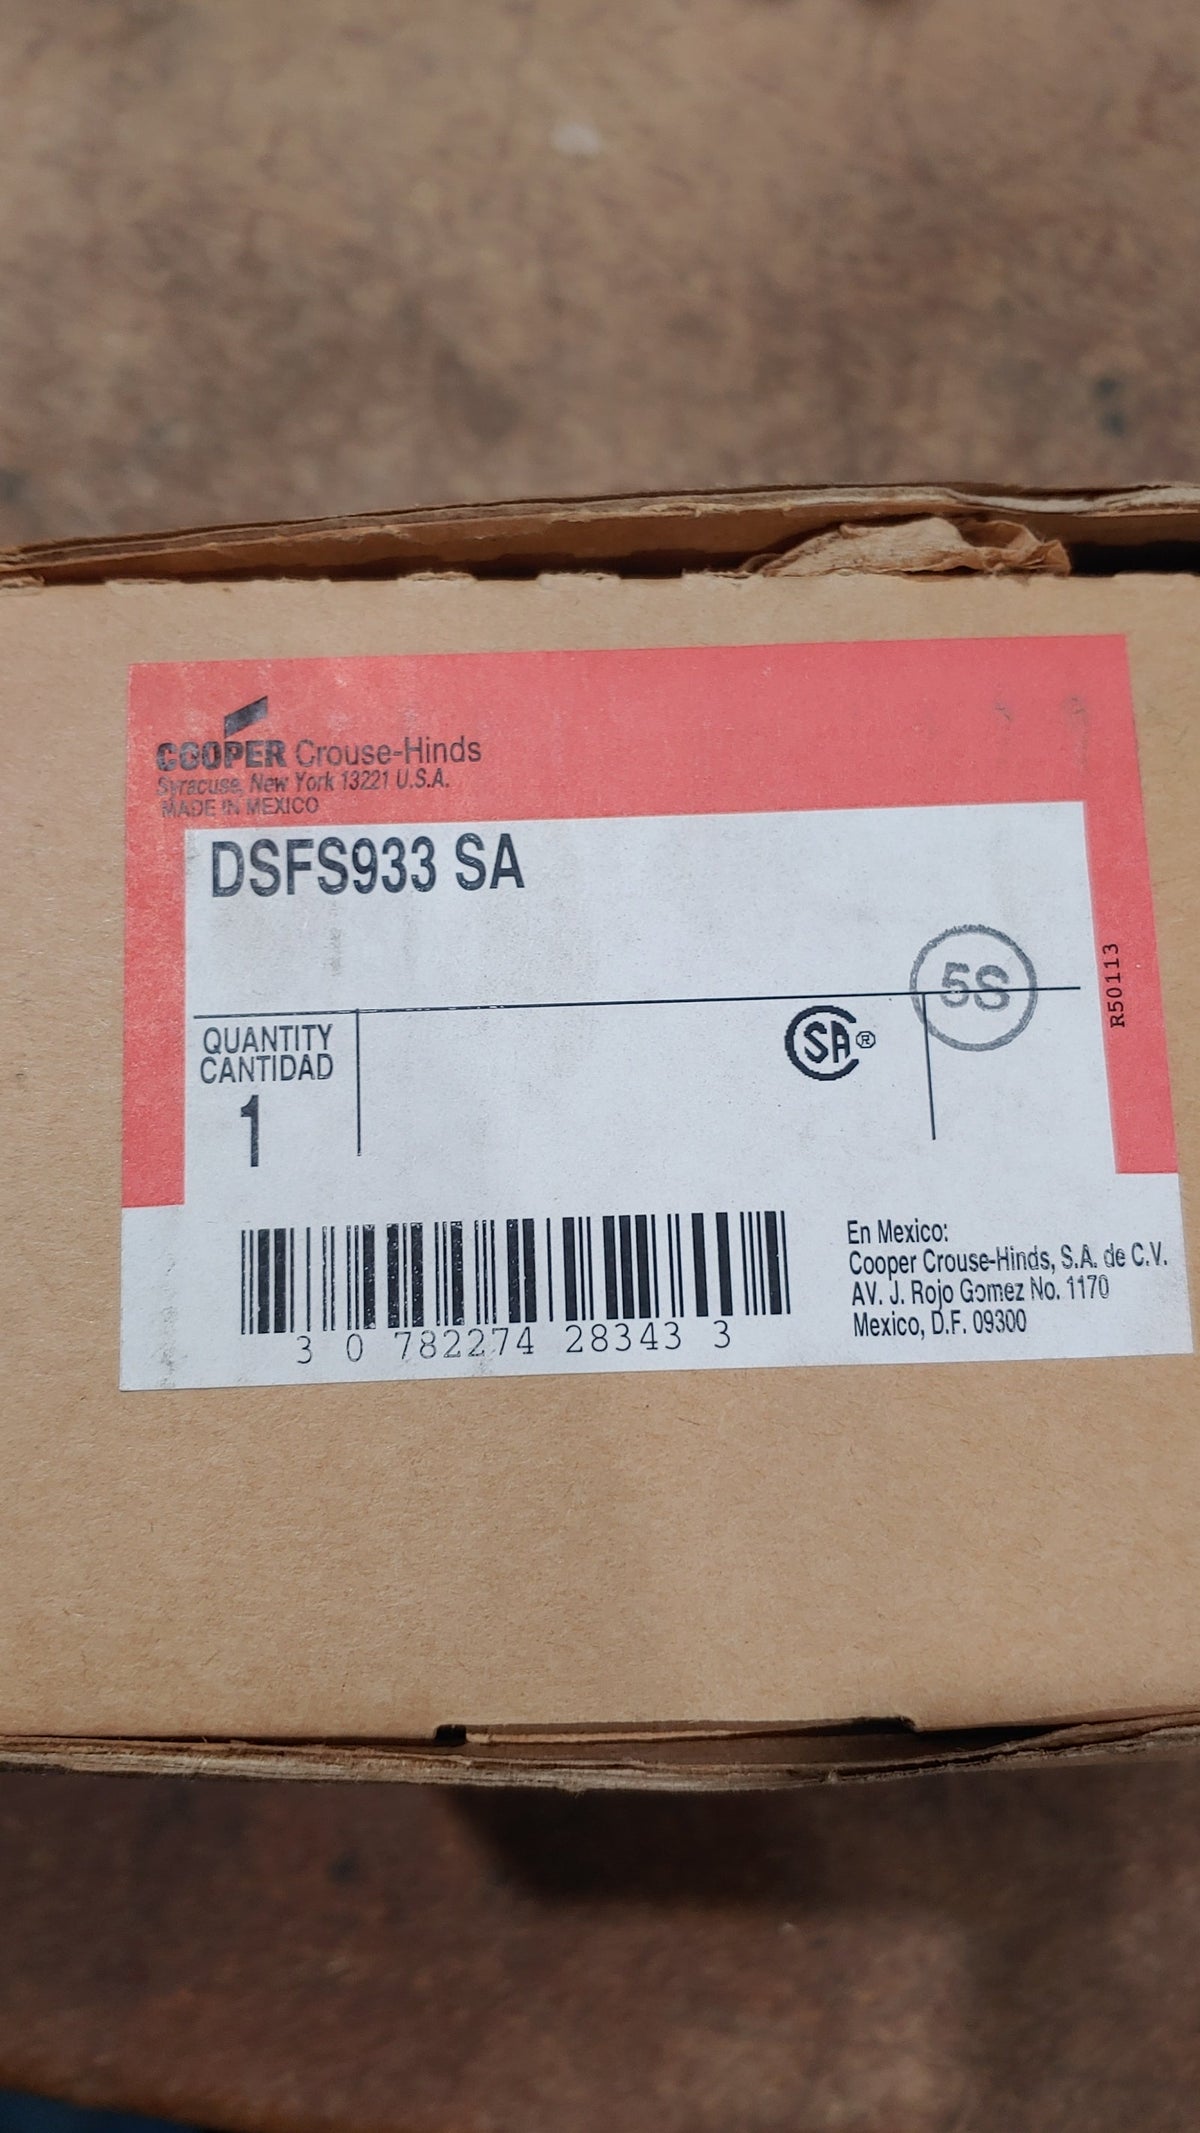 COOPER Crouse-Hinds
Syracuse, New York 13221 U.S.A.
MADE IN MEXICO
DSFS933 SA
5S
R50113
QUANTITY
CANTIDAD
1
SA®
3 0 782274 28343 3
En Mexico:
Cooper Crouse-Hinds, S.A. de C.V.
AV. J. Rojo Gomez No. 1170
Mexico, D.F. 09300